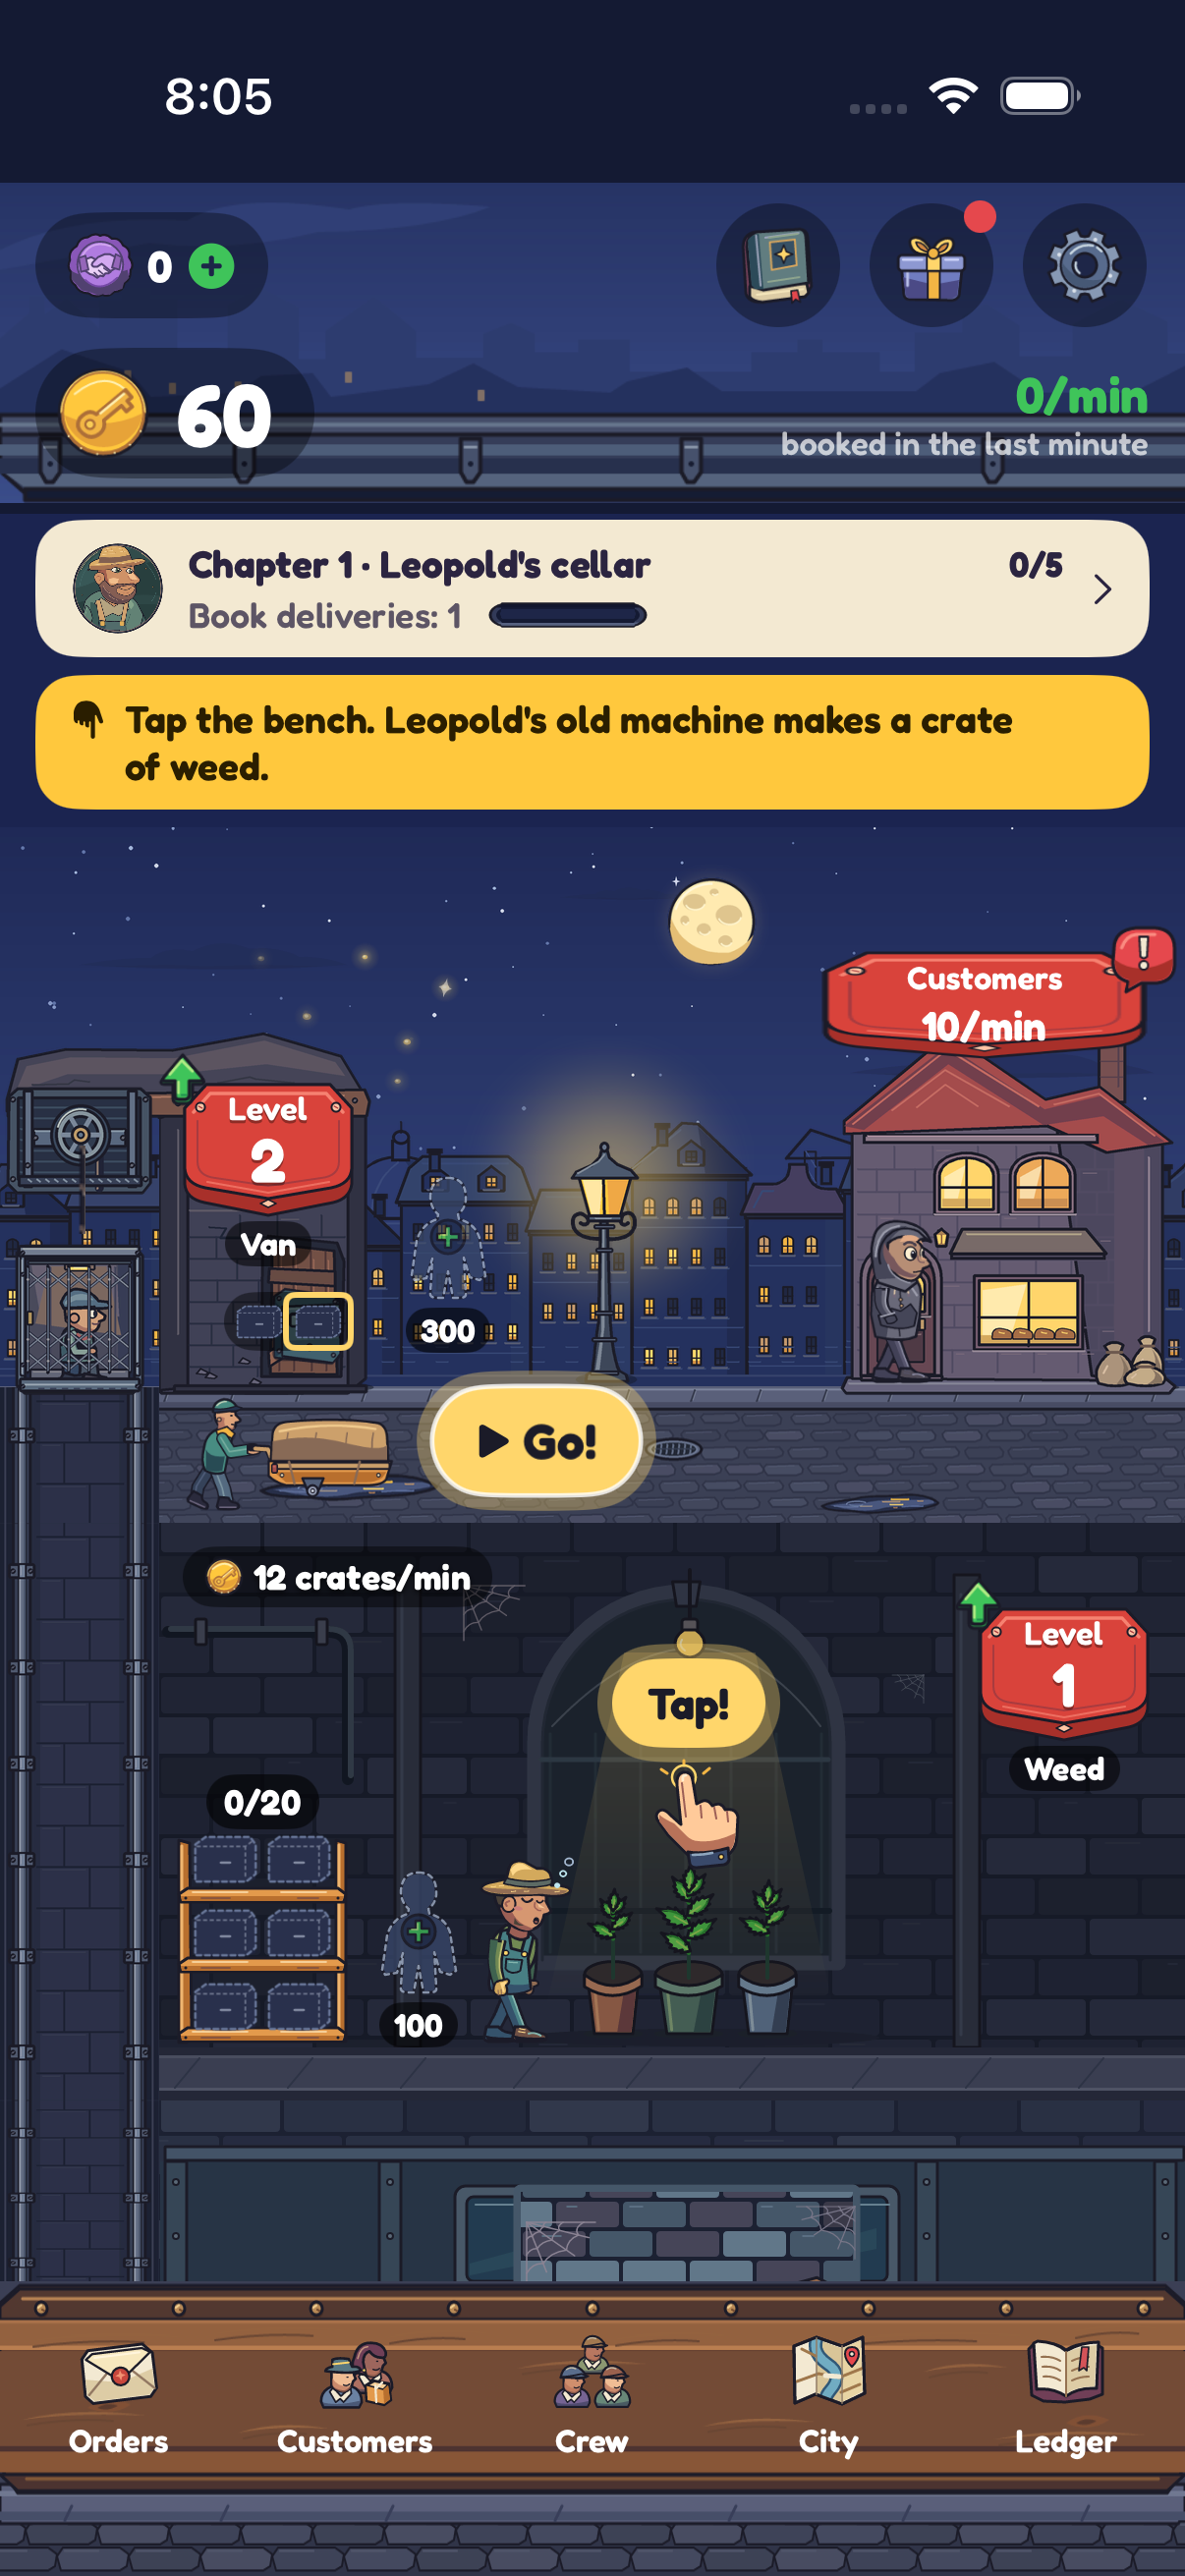 8:05
0
60
0/min
booked in the last minute
Chapter 1 · Leopold's cellar
0/5
Book deliveries: 1
Tap the bench. Leopold's old machine makes a crate
of weed.
Customers
10/min
!
Level
2
Van
300
Go!
12 crates/min
Tap!
Level
1
Weed
0/20
100
Orders
Customers
Crew
City
Ledger